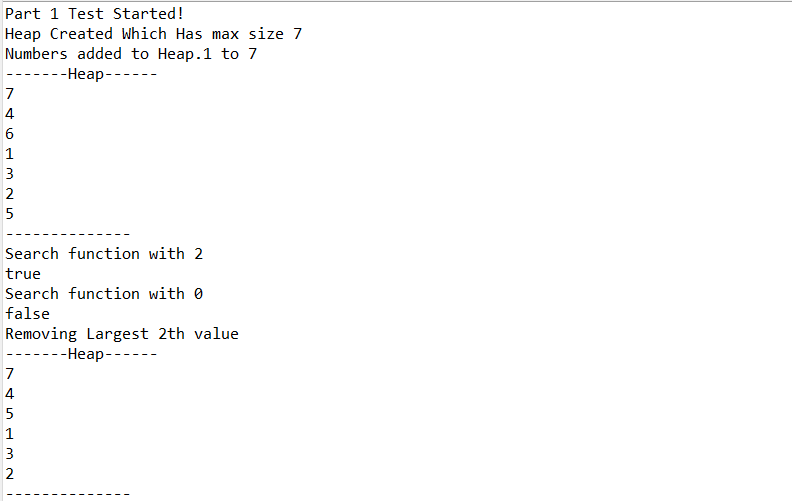 Part 1 Test Started!
Heap Created Which Has max size 7
Numbers added to Heap.1 to 7
-------Heap------
7
4
6
1
3
2
5
--------------
Search function with 2
true
Search function with 0
false
Removing Largest 2th value
-------Heap------
7
4
5
1
3
2
--------------